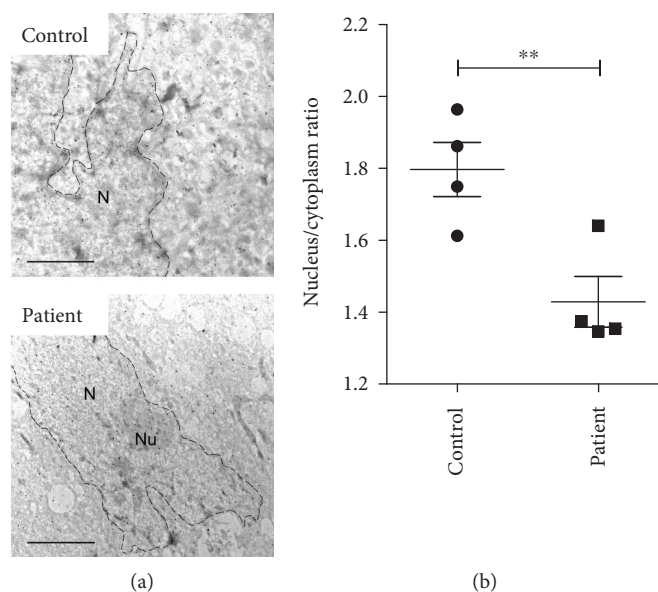 Control
N
Patient
N
Nu
(a)
Nucleus/cytoplasm ratio
2.2
2.0
1.8
1.6
1.4
1.2
**
Control
Patient
(b)